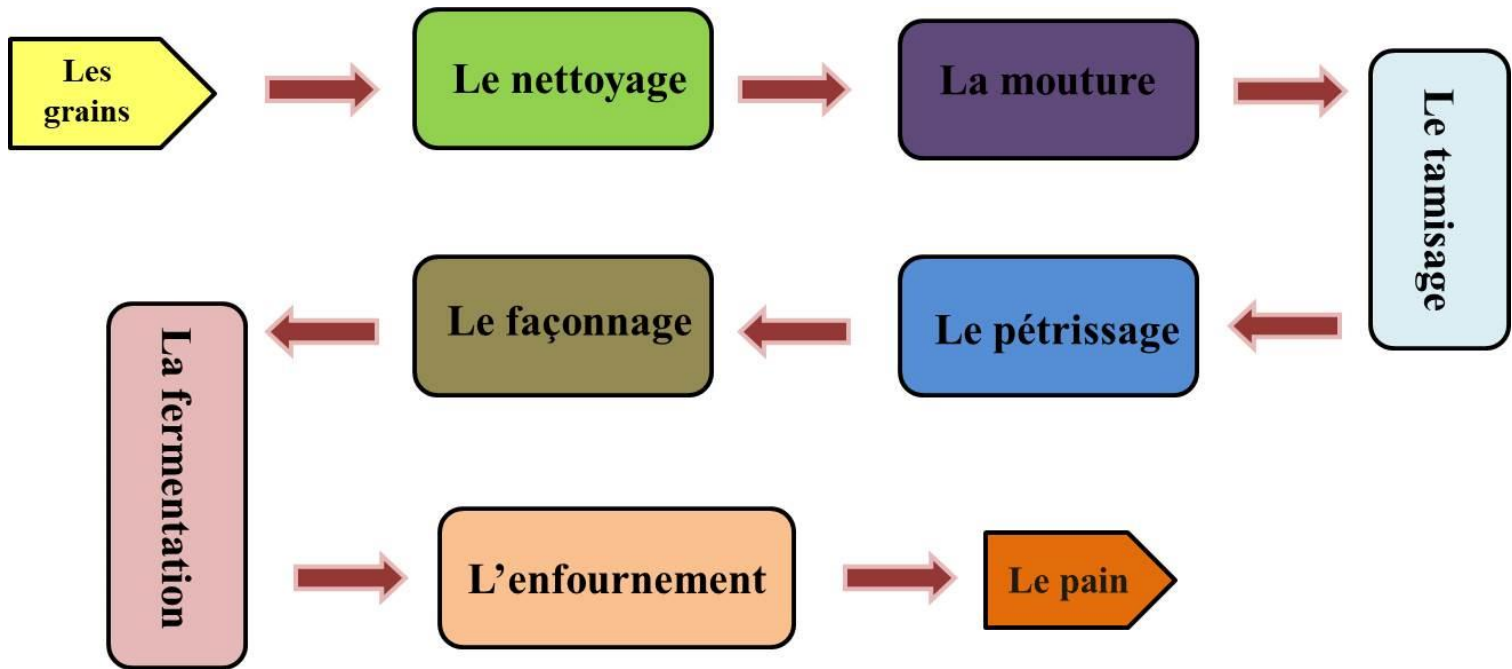 Les
grains
Le nettoyage
La mouture
Le tamisage
Le pétrissage
Le façonnage
La fermentation
L’enfournement
Le pain